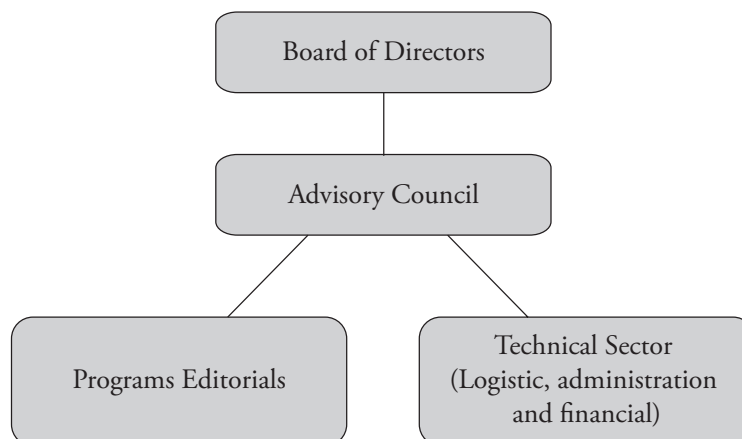 Board of Directors
Advisory Council
Programs Editorials
Technical Sector
(Logistic, administration
and financial)